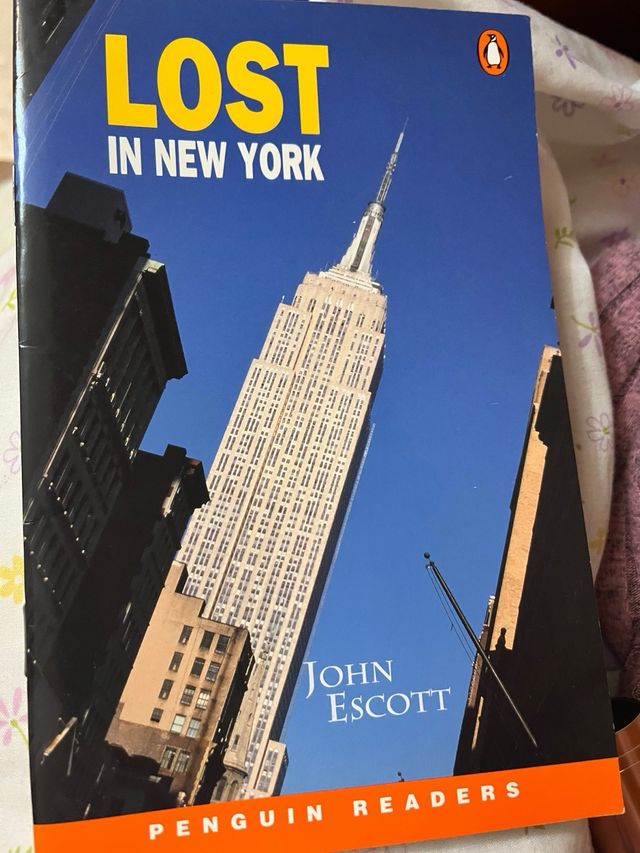 LOST
IN NEW YORK
JOHN
ESCOTT
PENGUIN READERS